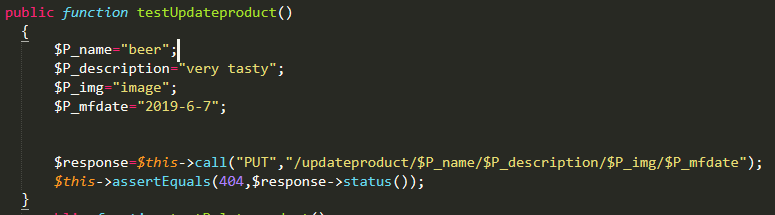 public function testUpdateproduct()
{
$P_name="beer";
$P_description="very tasty";
$P_img="image";
$P_mfdate="2019-6-7";
$response=$this->call("PUT","/updateproduct/$P_name/$P_description/$P_img/$P_mfdate");
$this->assertEquals(404,$response->status());
}